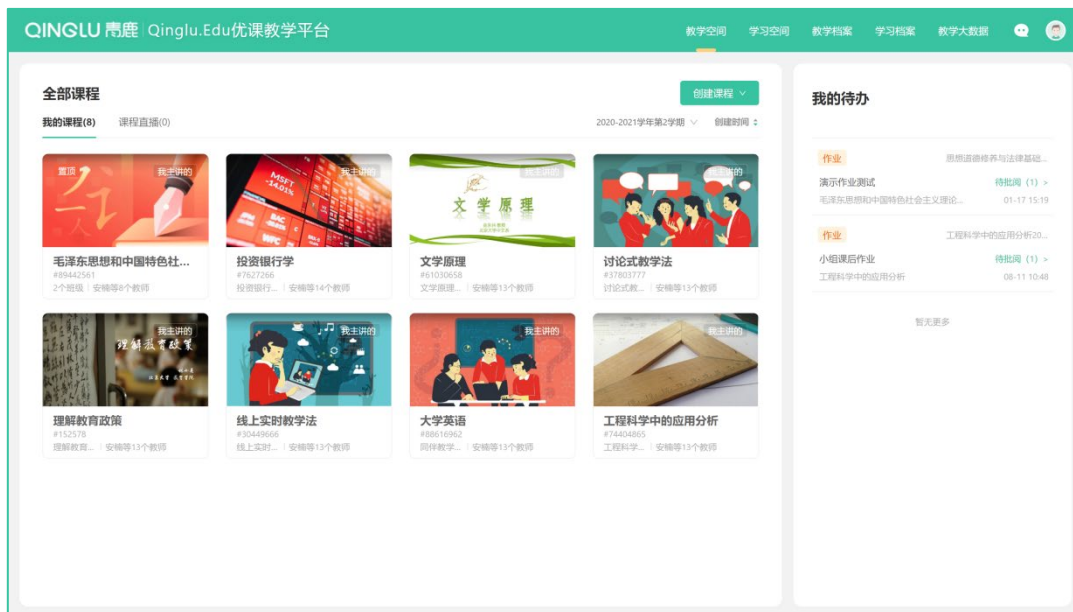 QINGLU 青鹿 Qinglu.Edu优课教学平台
教学空间 学习空间 教学档案 学习档案 教学大数据
全部课程
创建课程
我的课程(8) 课程直播(0)
2020-2021学年第2学期 创建时间
置顶 我主讲的
毛泽东思想和中国特色社...
#89442561
2个班级 安楠等8个教师
我主讲的
MSFT
-14.01%
BAC
WFC
投资银行学
#7627266
投资银行... 安楠等14个教师
我主讲的
文学原理
文学原理
#61030658
文学原理... 安楠等13个教师
我主讲的
讨论式教学法
#37803777
讨论式教... 安楠等13个教师
我主讲的
理解教育政策
理解教育政策
#152578
理解教育... 安楠等13个教师
我主讲的
线上实时教学法
#30449666
线上实时... 安楠等13个教师
我主讲的
大学英语
#88616962
同伴教学... 安楠等13个教师
我主讲的
工程科学中的应用分析
#74404865
工程科学... 安楠等13个教师
我的待办
作业 思想道德修养与法律基础...
演示作业测试 待批阅 (1) >
毛泽东思想和中国特色社会主义理论... 01-17 15:19
作业 工程科学中的应用分析20...
小组课后作业 待批阅 (1) >
工程科学中的应用分析 08-11 10:48
暂无更多